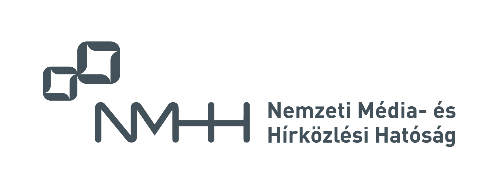 NMHH
Nemzeti Média- és
Hírközlési Hatóság